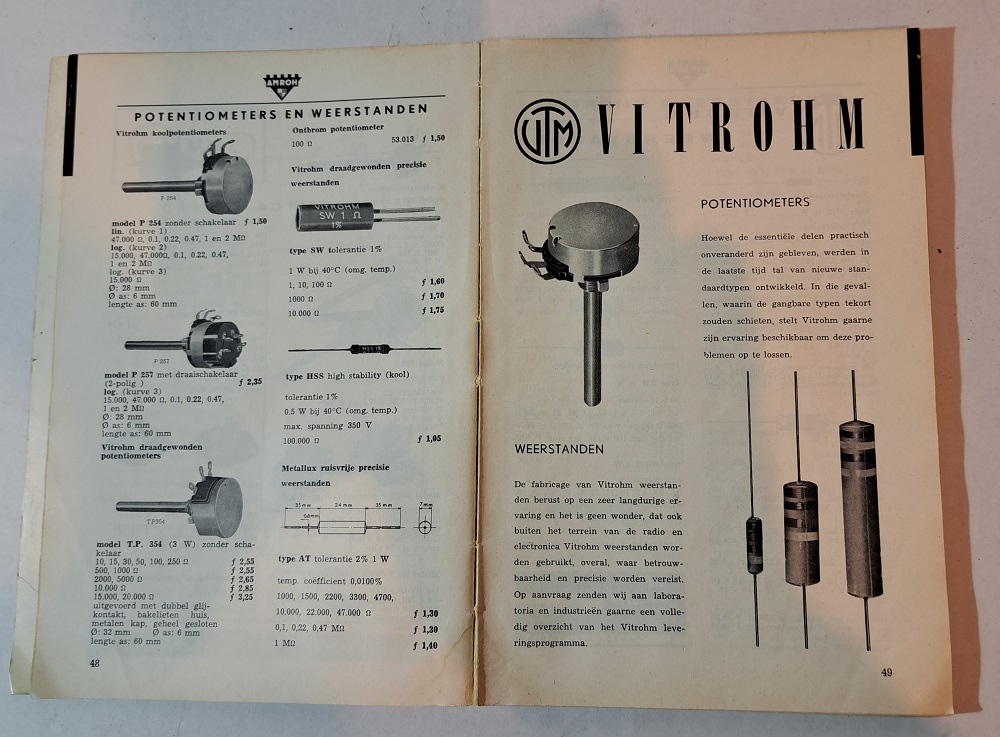 AMROH
POTENTIOMETERS EN WEERSTANDEN
Vitrohm koolpotentiometers
P 254
model P 254 zonder schakelaar ƒ 1,50
lin. (kurve 1)
47.000 Ω, 0.1, 0.22, 0.47, 1 en 2 MΩ
log. (kurve 2)
15.000, 47.000Ω, 0.1, 0.22, 0.47,
1 en 2 MΩ
log. (kurve 3)
15.000 Ω
Ø: 28 mm
Ø as: 6 mm
lengte as: 60 mm
P 257
model P 257 met draaischakelaar
(2-polig ) ƒ 2,35
log. (kurve 3)
15.000, 47.000 Ω, 0.1, 0.22, 0.47,
1 en 2 MΩ
Ø: 28 mm
Ø as: 6 mm
lengte as: 60 mm
Vitrohm draadgewonden
potentiometers
T.P.354
model T.P. 354 (3 W) zonder scha-
kelaar
10, 15, 30, 50, 100, 250 Ω ƒ 2,55
500, 1000 Ω ƒ 2,55
2000, 5000 Ω ƒ 2,65
10.000 Ω ƒ 2,85
15.000, 20.000 Ω ƒ 3,25
uitgevoerd met dubbel glij-
kontakt, bakelieten huis,
metalen kap, geheel gesloten
Ø: 32 mm Ø as: 6 mm
lengte as: 60 mm
48
Ontbrom potentiometer
100 Ω 53.013 ƒ 1,50
Vitrohm draadgewonden precisie
weerstanden
VITROHM
SW 1 Ω
1%
type SW tolerantie 1%
1 W bij 40°C (omg. temp.)
1, 10, 100 Ω ƒ 1,60
1000 Ω ƒ 1,70
10.000 Ω ƒ 1,75
HSS 1%
type HSS high stability (kool)
tolerantie 1%
0.5 W bij 40°C (omg. temp.)
max. spanning 350 V
100.000 Ω ƒ 1,05
Metallux ruisvrije precisie
weerstanden
35 mm 24 mm 35 mm 7 mm
0,8mm
type AT tolerantie 2% 1 W
temp. coëfficient 0,0100%
1000, 1500, 2200, 3300, 4700,
10.000, 22.000, 47.000 Ω ƒ 1,30
0,1, 0,22, 0,47 MΩ ƒ 1,30
1 MΩ ƒ 1,40
UTM VITROHM
POTENTIOMETERS
Hoewel de essentiële delen practisch
onveranderd zijn gebleven, werden in
de laatste tijd tal van nieuwe stan-
daardtypen ontwikkeld. In die geval-
len, waarin de gangbare typen tekort
zouden schieten, stelt Vitrohm gaarne
zijn ervaring beschikbaar om deze pro-
blemen op te lossen.
WEERSTANDEN
De fabricage van Vitrohm weerstan-
den berust op een zeer langdurige er-
varing en het is geen wonder, dat ook
buiten het terrein van de radio en
electronica Vitrohm weerstanden wor-
den gebruikt, overal, waar betrouw-
baarheid en precisie worden vereist.
Op aanvraag zenden wij aan labora-
toria en industrieën gaarne een volle-
dig overzicht van het Vitrohm leve-
ringsprogramma.
49